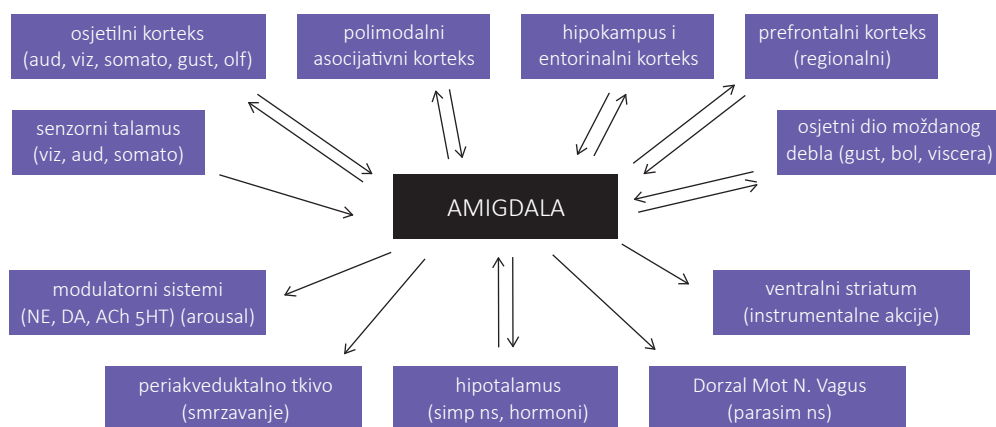 osjetilni korteks
(aud, viz, somato, gust, olf)
polimodalni
asocijativni korteks
hipokampus i
entorinalni korteks
prefrontalni korteks
(regionalni)
senzorni talamus
(viz, aud, somato)
osjetni dio moždanog
debla (gust, bol, viscera)
AMIGDALA
modulatorni sistemi
(NE, DA, ACh 5HT) (arousal)
ventralni striatum
(instrumentalne akcije)
periakveduktalno tkivo
(smrzavanje)
hipotalamus
(simp ns, hormoni)
Dorzal Mot N. Vagus
(parasim ns)